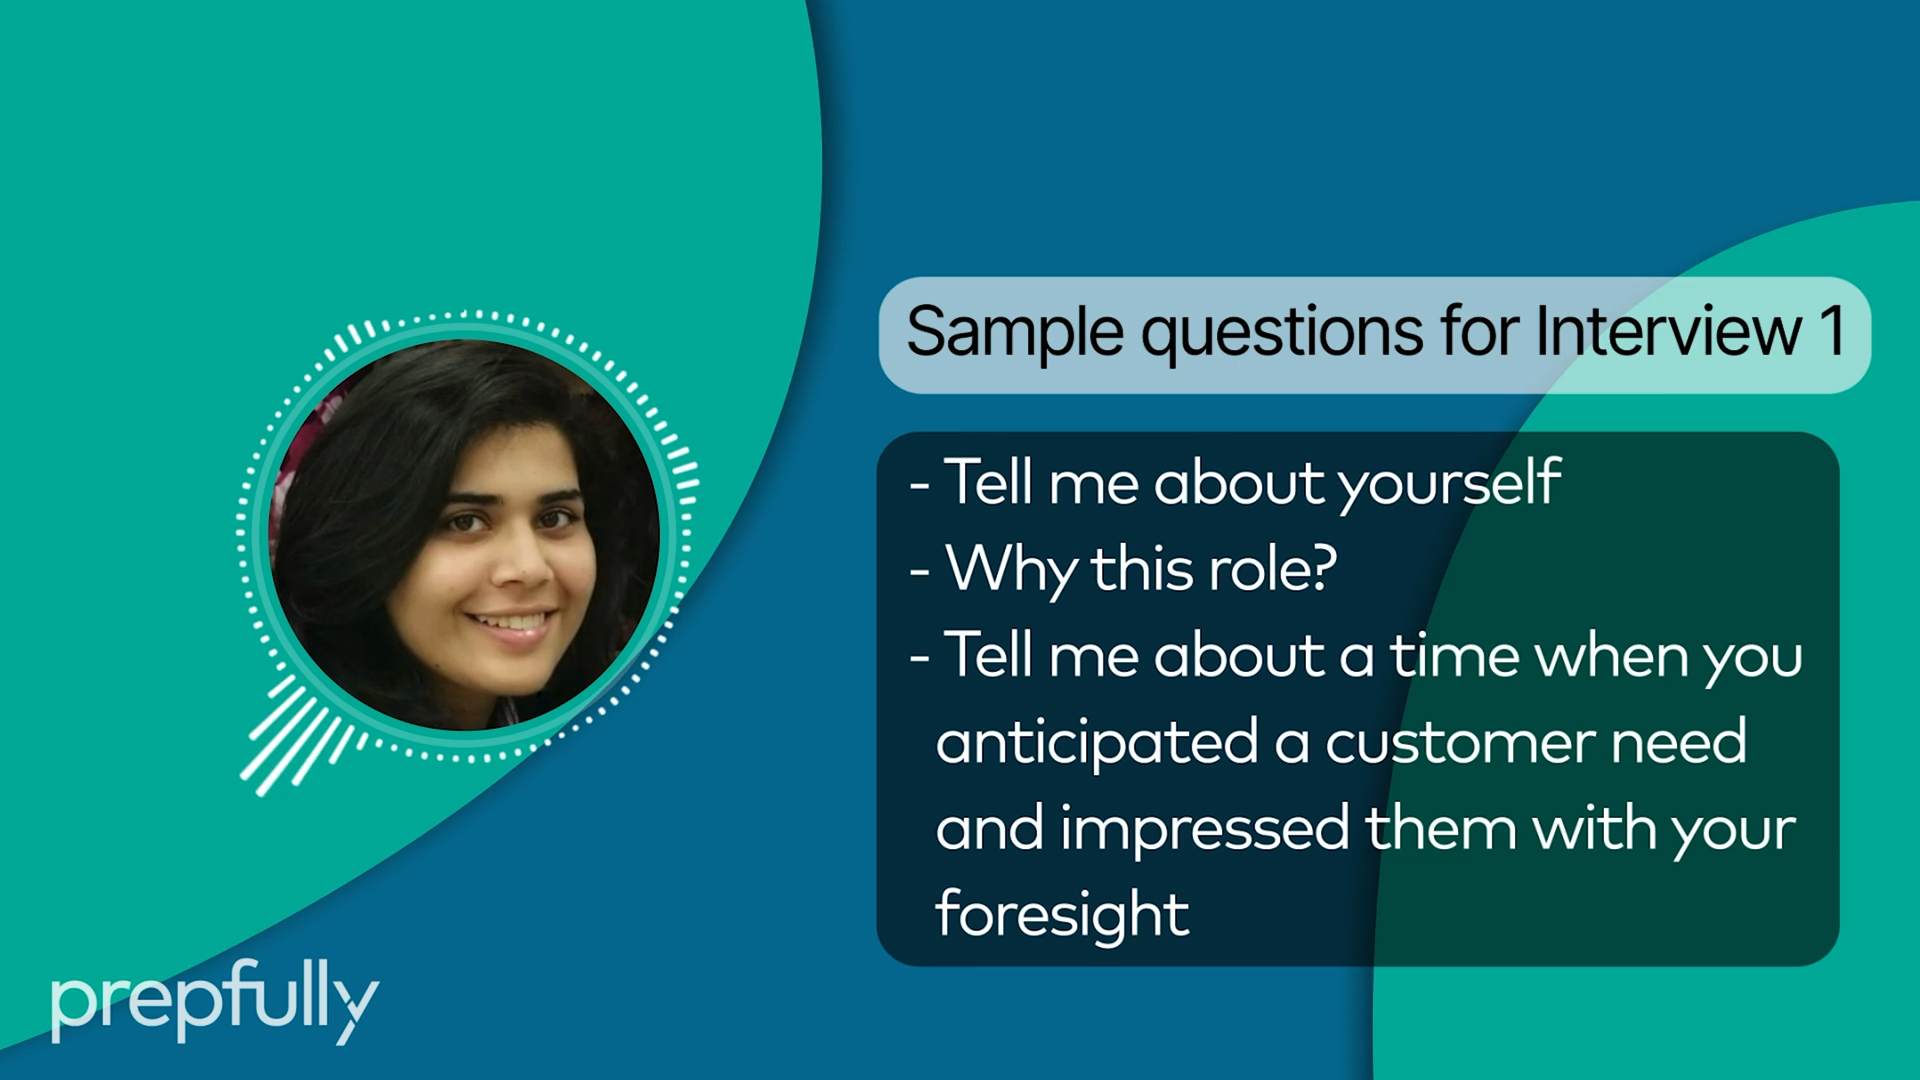 Sample questions for Interview 1
- Tell me about yourself
- Why this role?
- Tell me about a time when you
anticipated a customer need
and impressed them with your
foresight
prepfully